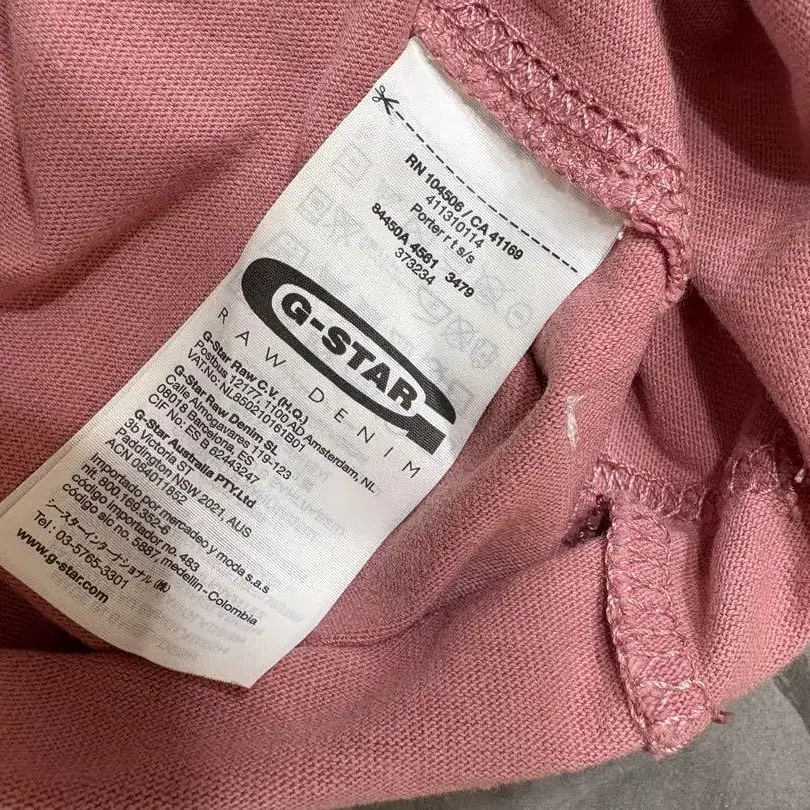 RN 104506 / CA 41169
411310114
Porter r t s/s
84450A 4561 3479
373234
G-STAR
RAW DENIM
G-Star Raw C.V. (H.Q.)
Postbus 12177, 1100 AD Amsterdam, NL
VAT.No: NL850210161B01
G-Star Raw Denim SL
Calle Almogavares 119-123
08018 Barcelona, ES
CIF No: ES B 62443247
G-Star Australia PTY.Ltd
3D Victoria ST
Paddington NSW 2021, AUS
ACN 094011852
Importado por mercadeo y moda s.a.s
nit. 800.169.352-6
código importador no. 483
código sic no. 5587, medellin - Colombia
シースターインターナショナル (株)
Tel : 03-5765-3301
www.g-star.com